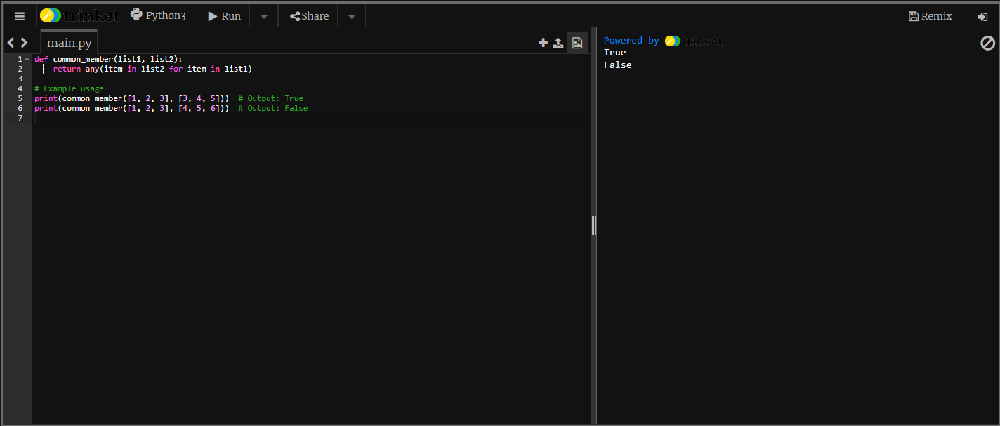 trinket Python3 Run Share Remix
main.py
1 def common_member(list1, list2):
2 return any(item in list2 for item in list1)
3
4 # Example usage
5 print(common_member([1, 2, 3], [3, 4, 5])) # Output: True
6 print(common_member([1, 2, 3], [4, 5, 6])) # Output: False
7
Powered by trinket
True
False